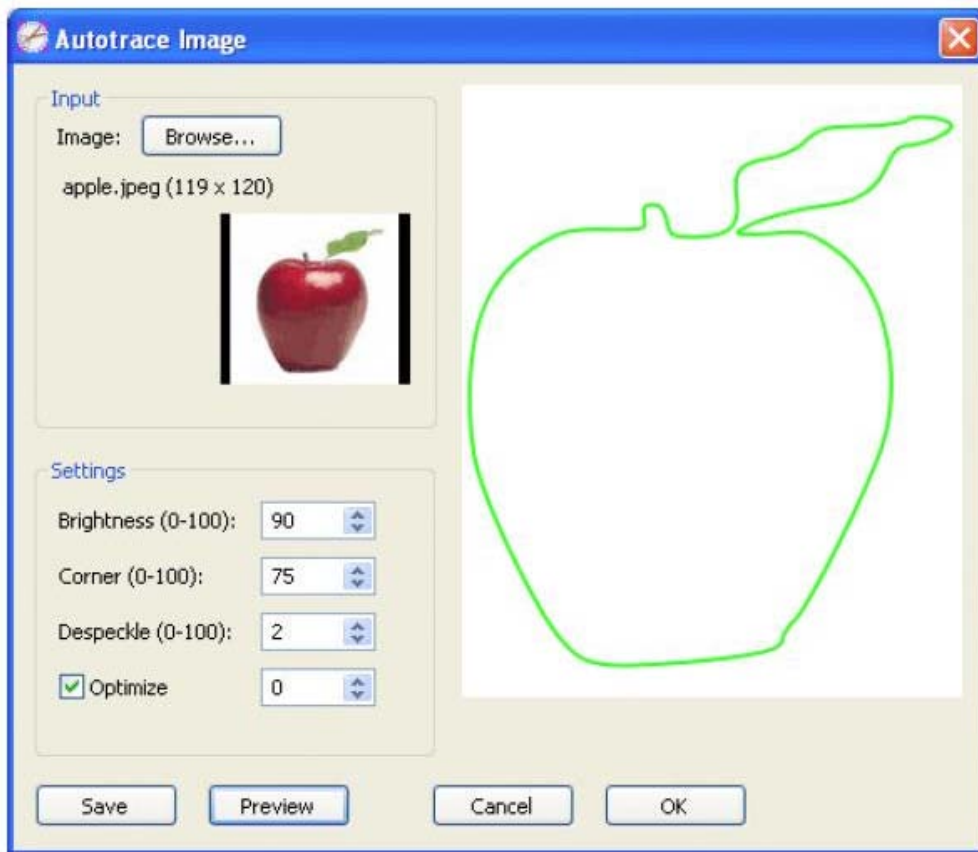 Autotrace Image
Input
Image: Browse...
apple.jpeg (119 x 120)
Settings
Brightness (0-100): 90
Corner (0-100): 75
Despeckle (0-100): 2
Optimize 0
Save Preview Cancel OK